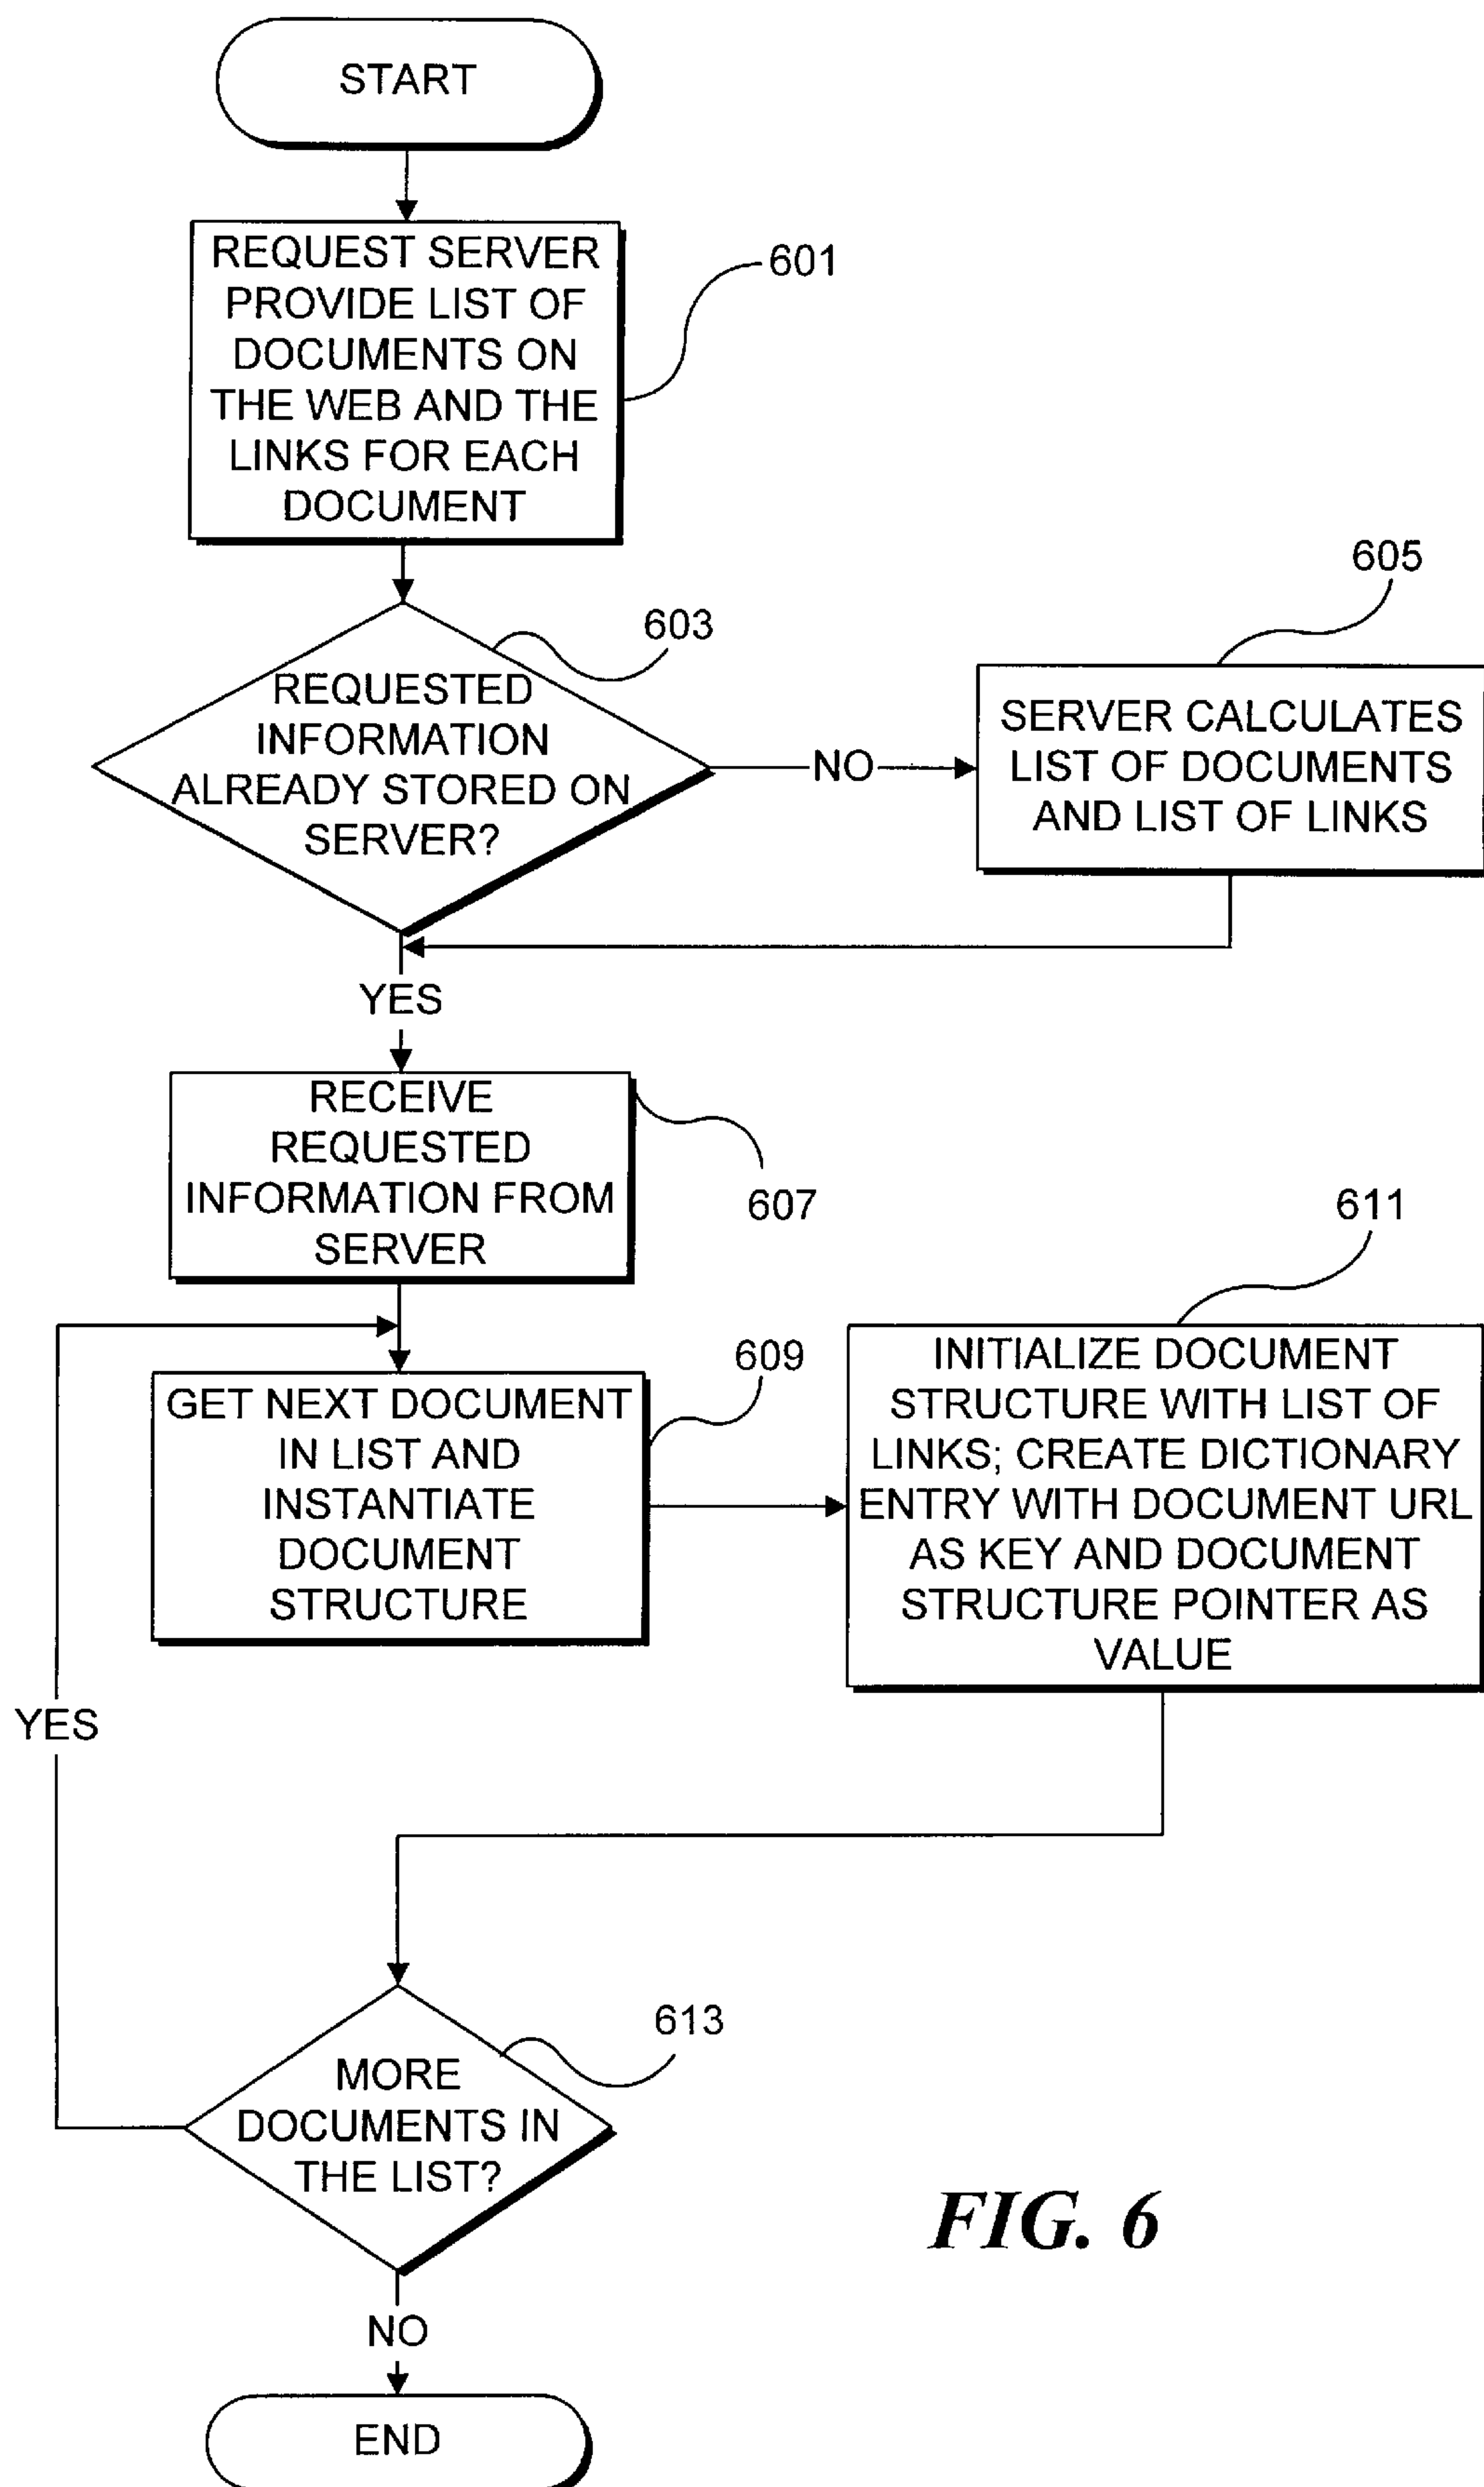 START
REQUEST SERVER
PROVIDE LIST OF
DOCUMENTS ON
THE WEB AND THE
LINKS FOR EACH
DOCUMENT
601
603
REQUESTED
INFORMATION
ALREADY STORED ON
SERVER?
NO
605
SERVER CALCULATES
LIST OF DOCUMENTS
AND LIST OF LINKS
YES
RECEIVE
REQUESTED
INFORMATION FROM
SERVER
607
609
GET NEXT DOCUMENT
IN LIST AND
INSTANTIATE
DOCUMENT
STRUCTURE
611
INITIALIZE DOCUMENT
STRUCTURE WITH LIST OF
LINKS; CREATE DICTIONARY
ENTRY WITH DOCUMENT URL
AS KEY AND DOCUMENT
STRUCTURE POINTER AS
VALUE
YES
613
MORE
DOCUMENTS IN
THE LIST?
NO
END
FIG. 6